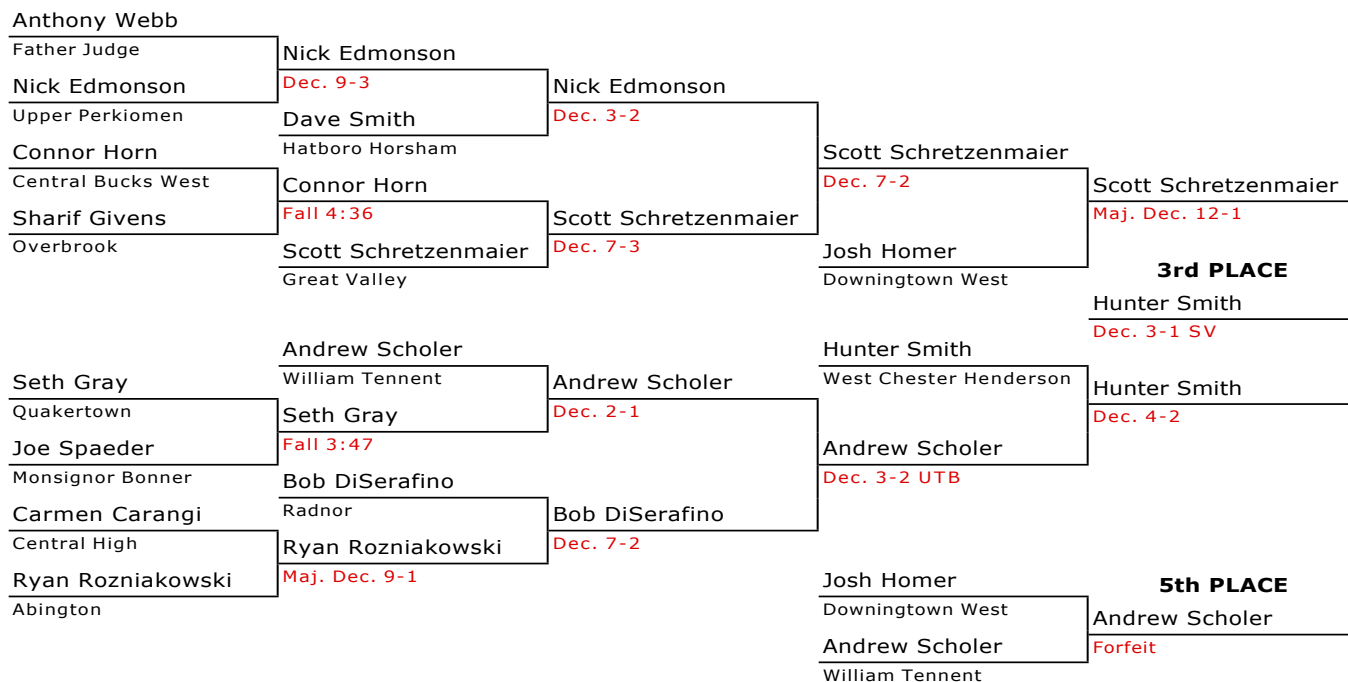 Anthony Webb
Father Judge
Nick Edmonson
Upper Perkiomen
Connor Horn
Central Bucks West
Sharif Givens
Overbrook
Seth Gray
Quakertown
Joe Spaeder
Monsignor Bonner
Carmen Carangi
Central High
Ryan Rozniakowski
Abington
Nick Edmonson
Dec. 9-3
Dave Smith
Hatboro Horsham
Connor Horn
Fall 4:36
Scott Schretzenmaier
Great Valley
Andrew Scholer
William Tennent
Seth Gray
Fall 3:47
Bob DiSerafino
Radnor
Ryan Rozniakowski
Maj. Dec. 9-1
Nick Edmonson
Dec. 3-2
Scott Schretzenmaier
Dec. 7-3
Andrew Scholer
Dec. 2-1
Bob DiSerafino
Dec. 7-2
Scott Schretzenmaier
Dec. 7-2
Josh Homer
Downingtown West
Hunter Smith
West Chester Henderson
Andrew Scholer
Dec. 3-2 UTB
Josh Homer
Downingtown West
Andrew Scholer
William Tennent
Scott Schretzenmaier
Maj. Dec. 12-1
3rd PLACE
Hunter Smith
Dec. 3-1 SV
Hunter Smith
Dec. 4-2
5th PLACE
Andrew Scholer
Forfeit